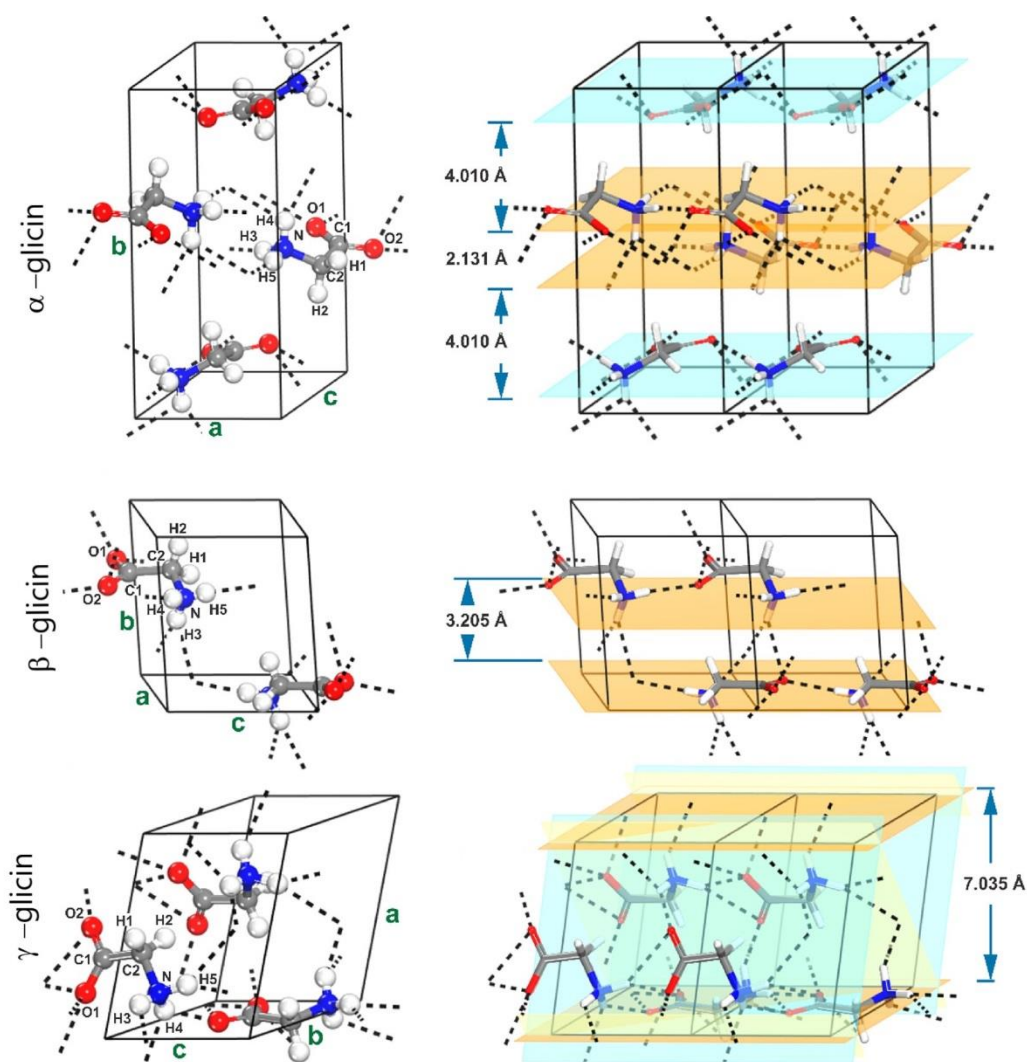 α –glicin
b
H4
H3
N
H5
O1
C1
O2
H1
C2
H2
c
a
4.010 Å
2.131 Å
4.010 Å
β –glicin
H2
O1
C2
H1
O2
C1
b
H4
N
H5
H3
a
c
3.205 Å
γ –glicin
O2
H1
H2
C1
C2
N
H5
O1
H3
H4
a
b
c
7.035 Å